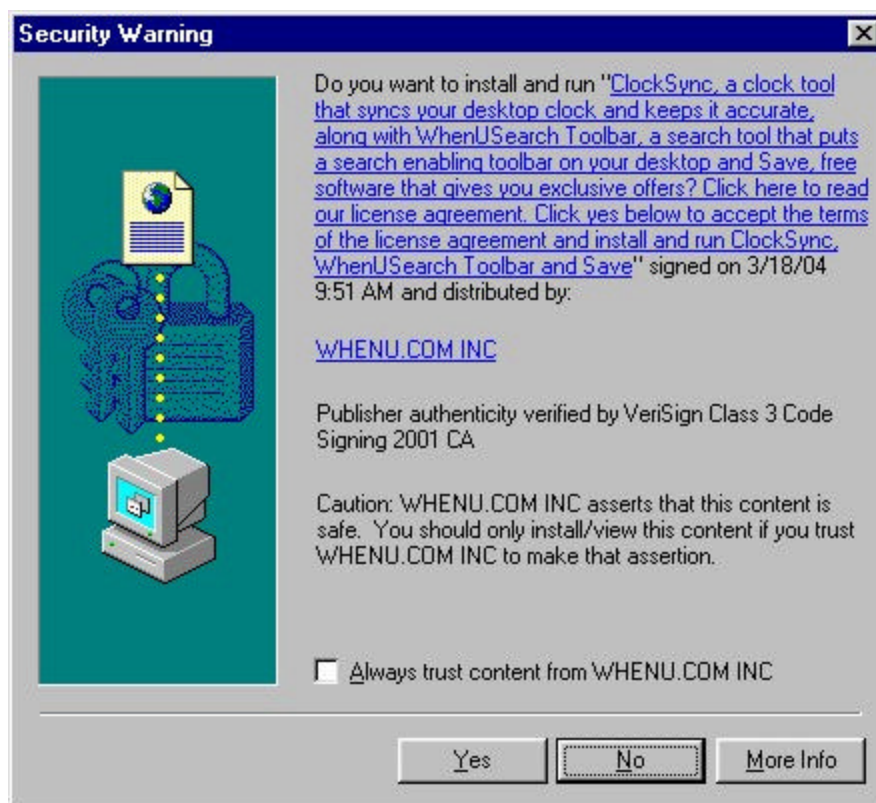 Security Warning
Do you want to install and run "ClockSync, a clock tool
that syncs your desktop clock and keeps it accurate,
along with WhenUSearch Toolbar, a search tool that puts
a search enabling toolbar on your desktop and Save, free
software that gives you exclusive offers? Click here to read
our license agreement. Click yes below to accept the terms
of the license agreement and install and run ClockSync,
WhenUSearch Toolbar and Save" signed on 3/18/04
9:51 AM and distributed by:
WHENU.COM INC
Publisher authenticity verified by VeriSign Class 3 Code
Signing 2001 CA
Caution: WHENU.COM INC asserts that this content is
safe. You should only install/view this content if you trust
WHENU.COM INC to make that assertion.
Always trust content from WHENU.COM INC
Yes No More Info